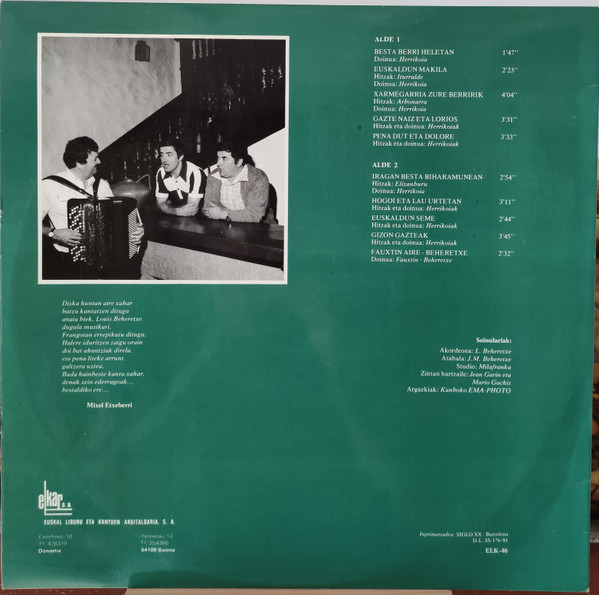 ALDE 1
BESTA BERRI HELETAN 1'47"
Doinua: Herrikoia
EUSKALDUN MAKILA 2'23"
Hitzak: Iturralde
Doinua: Herrikoia
XARMEGARRIA ZURE BERRIRIK 4'04"
Hitzak: Arbonarra
Doinua: Herrikoia
GAZTE NAIZ ETA LORIOS 3'31"
Hitzak eta doinua: Herrikoiak
PENA DUT ETA DOLORE 3'33"
Hitzak eta doinua: Herrikoiak
ALDE 2
IRAGAN BESTA BIHARAMUNEAN 2'54"
Hitzak: Elizanburu
Doinua: Herrikoia
HOGOI ETA LAU URTETAN 3'11"
Hitzak eta doinua: Herrikoiak
EUSKALDUN SEME 2'44"
Hitzak eta doinua: Herrikoiak
GIZON GAZTEAK 3'45"
Hitzak eta doinua: Herrikoiak
FAUXTIN AIRE - BEHERETXE 2'32"
Doinua: Fauxtin - Beheretxe
Diska huntan aire xahar
batzu kantatzen ditugu
anaia biek, Louis Beheretxe
dugula musikari.
Frangotan errepikatu ditugu.
Halere iduritzen zaigu orain
doi bat ahantziak direla,
eta pena liteke arrunt
galtzera uztea.
Bada hainbeste kantu xahar,
denak zein ederragoak...
bestaldiko ere...
Mixel Etxeberri
Soinulariak:
Akordeona: L. Beheretxe
Atabala: J.M. Beheretxe
Studio: Milafranka
Zintan hartzaile: Jean Garin eta
Mario Gachis
Argazkiak: Kanboko EMA-PHOTO
elkar S.A.
EUSKAL LIBURU ETA KANTUEN ARGITALDARIA, S. A.
Donostia
64100 Baiona
Inprimatzailea: SIGLO XX - Barcelona
D.L. SS-176/81
ELK-46